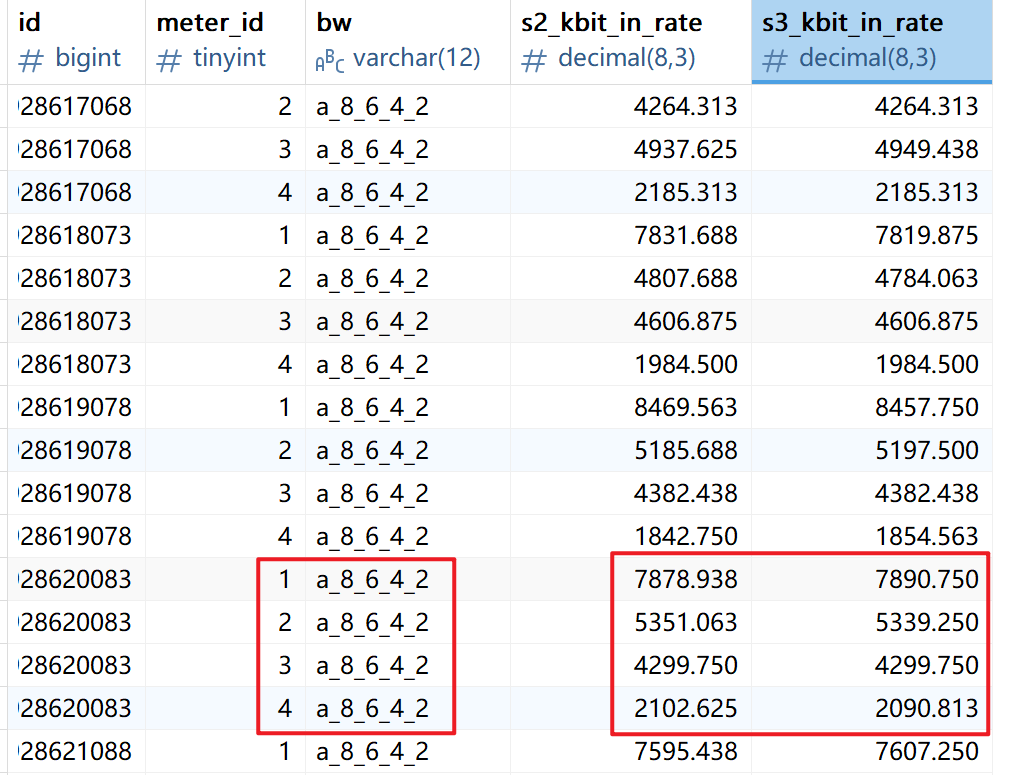 id meter_id bw s2_kbit_in_rate s3_kbit_in_rate
# bigint # tinyint ABC varchar(12) # decimal(8,3) # decimal(8,3)
28617068 2 a_8_6_4_2 4264.313 4264.313
28617068 3 a_8_6_4_2 4937.625 4949.438
28617068 4 a_8_6_4_2 2185.313 2185.313
28618073 1 a_8_6_4_2 7831.688 7819.875
28618073 2 a_8_6_4_2 4807.688 4784.063
28618073 3 a_8_6_4_2 4606.875 4606.875
28618073 4 a_8_6_4_2 1984.500 1984.500
28619078 1 a_8_6_4_2 8469.563 8457.750
28619078 2 a_8_6_4_2 5185.688 5197.500
28619078 3 a_8_6_4_2 4382.438 4382.438
28619078 4 a_8_6_4_2 1842.750 1854.563
28620083 1 a_8_6_4_2 7878.938 7890.750
28620083 2 a_8_6_4_2 5351.063 5339.250
28620083 3 a_8_6_4_2 4299.750 4299.750
28620083 4 a_8_6_4_2 2102.625 2090.813
28621088 1 a_8_6_4_2 7595.438 7607.250